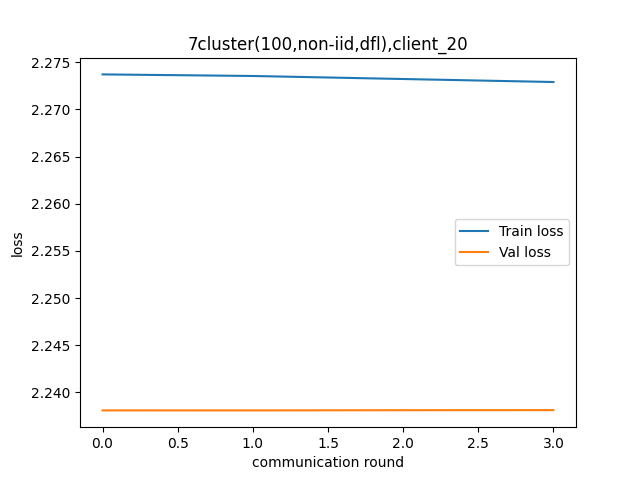 7cluster(100,non-iid,dfl),client_20
2.275
2.270
2.265
2.260
2.255
2.250
2.245
2.240
loss
Train loss
Val loss
0.0 0.5 1.0 1.5 2.0 2.5 3.0
communication round